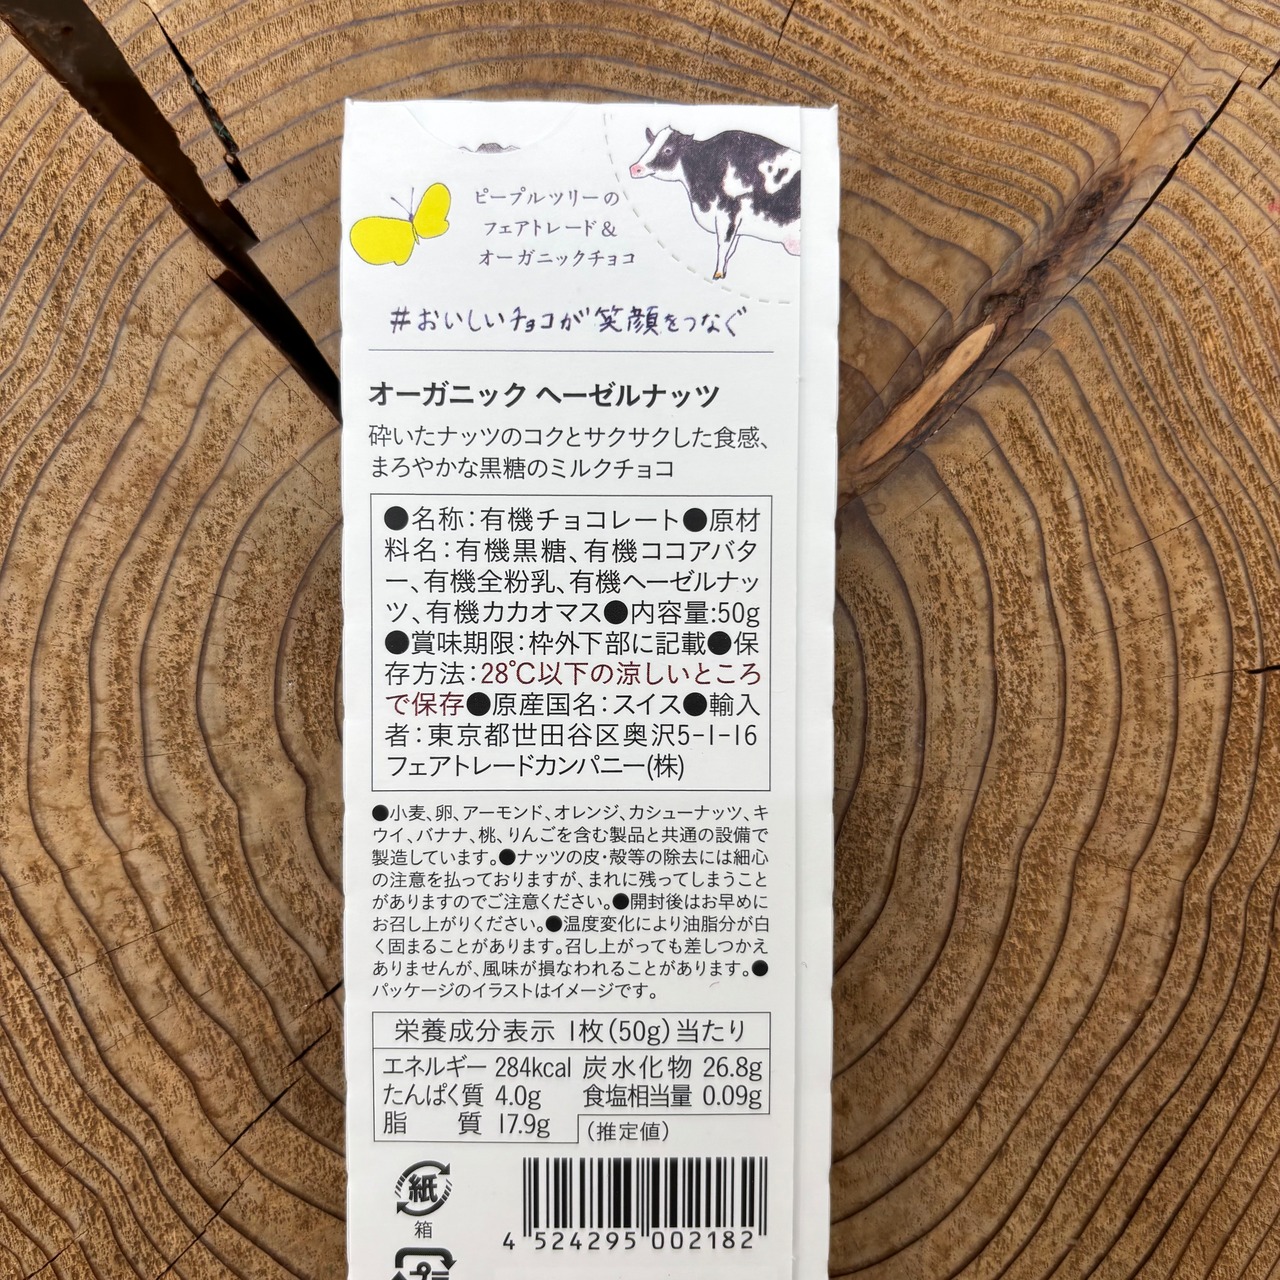 ピープルツリーの
フェアトレード&
オーガニックチョコ
#おいしいチョコが笑顔をつなぐ
オーガニック ヘーゼルナッツ
砕いたナッツのコクとサクサクした食感、
まろやかな黒糖のミルクチョコ
●名称:有機チョコレート●原材
料名:有機黒糖、有機ココアバタ
ー、有機全粉乳、有機ヘーゼルナッ
ツ、有機カカオマス●内容量:50g
●賞味期限:枠外下部に記載●保
存方法:28℃以下の涼しいところ
で保存●原産国名:スイス●輸入
者:東京都世田谷区奥沢5-1-16
フェアトレードカンパニー(株)
●小麦、卵、アーモンド、オレンジ、カシューナッツ、キ
ウイ、バナナ、桃、りんごを含む製品と共通の設備で
製造しています。●ナッツの皮・殻等の除去には細心
の注意を払っておりますが、まれに残ってしまうこと
がありますのでご注意ください。●開封後はお早めに
お召し上がりください。●温度変化により油脂分が白
く固まることがあります。召し上がっても差しつかえ
ありませんが、風味が損なわれることがあります。●
パッケージのイラストはイメージです。
栄養成分表示 1枚(50g)当たり
エネルギー 284kcal 炭水化物 26.8g
たんぱく質 4.0g 食塩相当量 0.09g
脂 質 17.9g (推定値)
紙
箱
4 524295 002182
プ